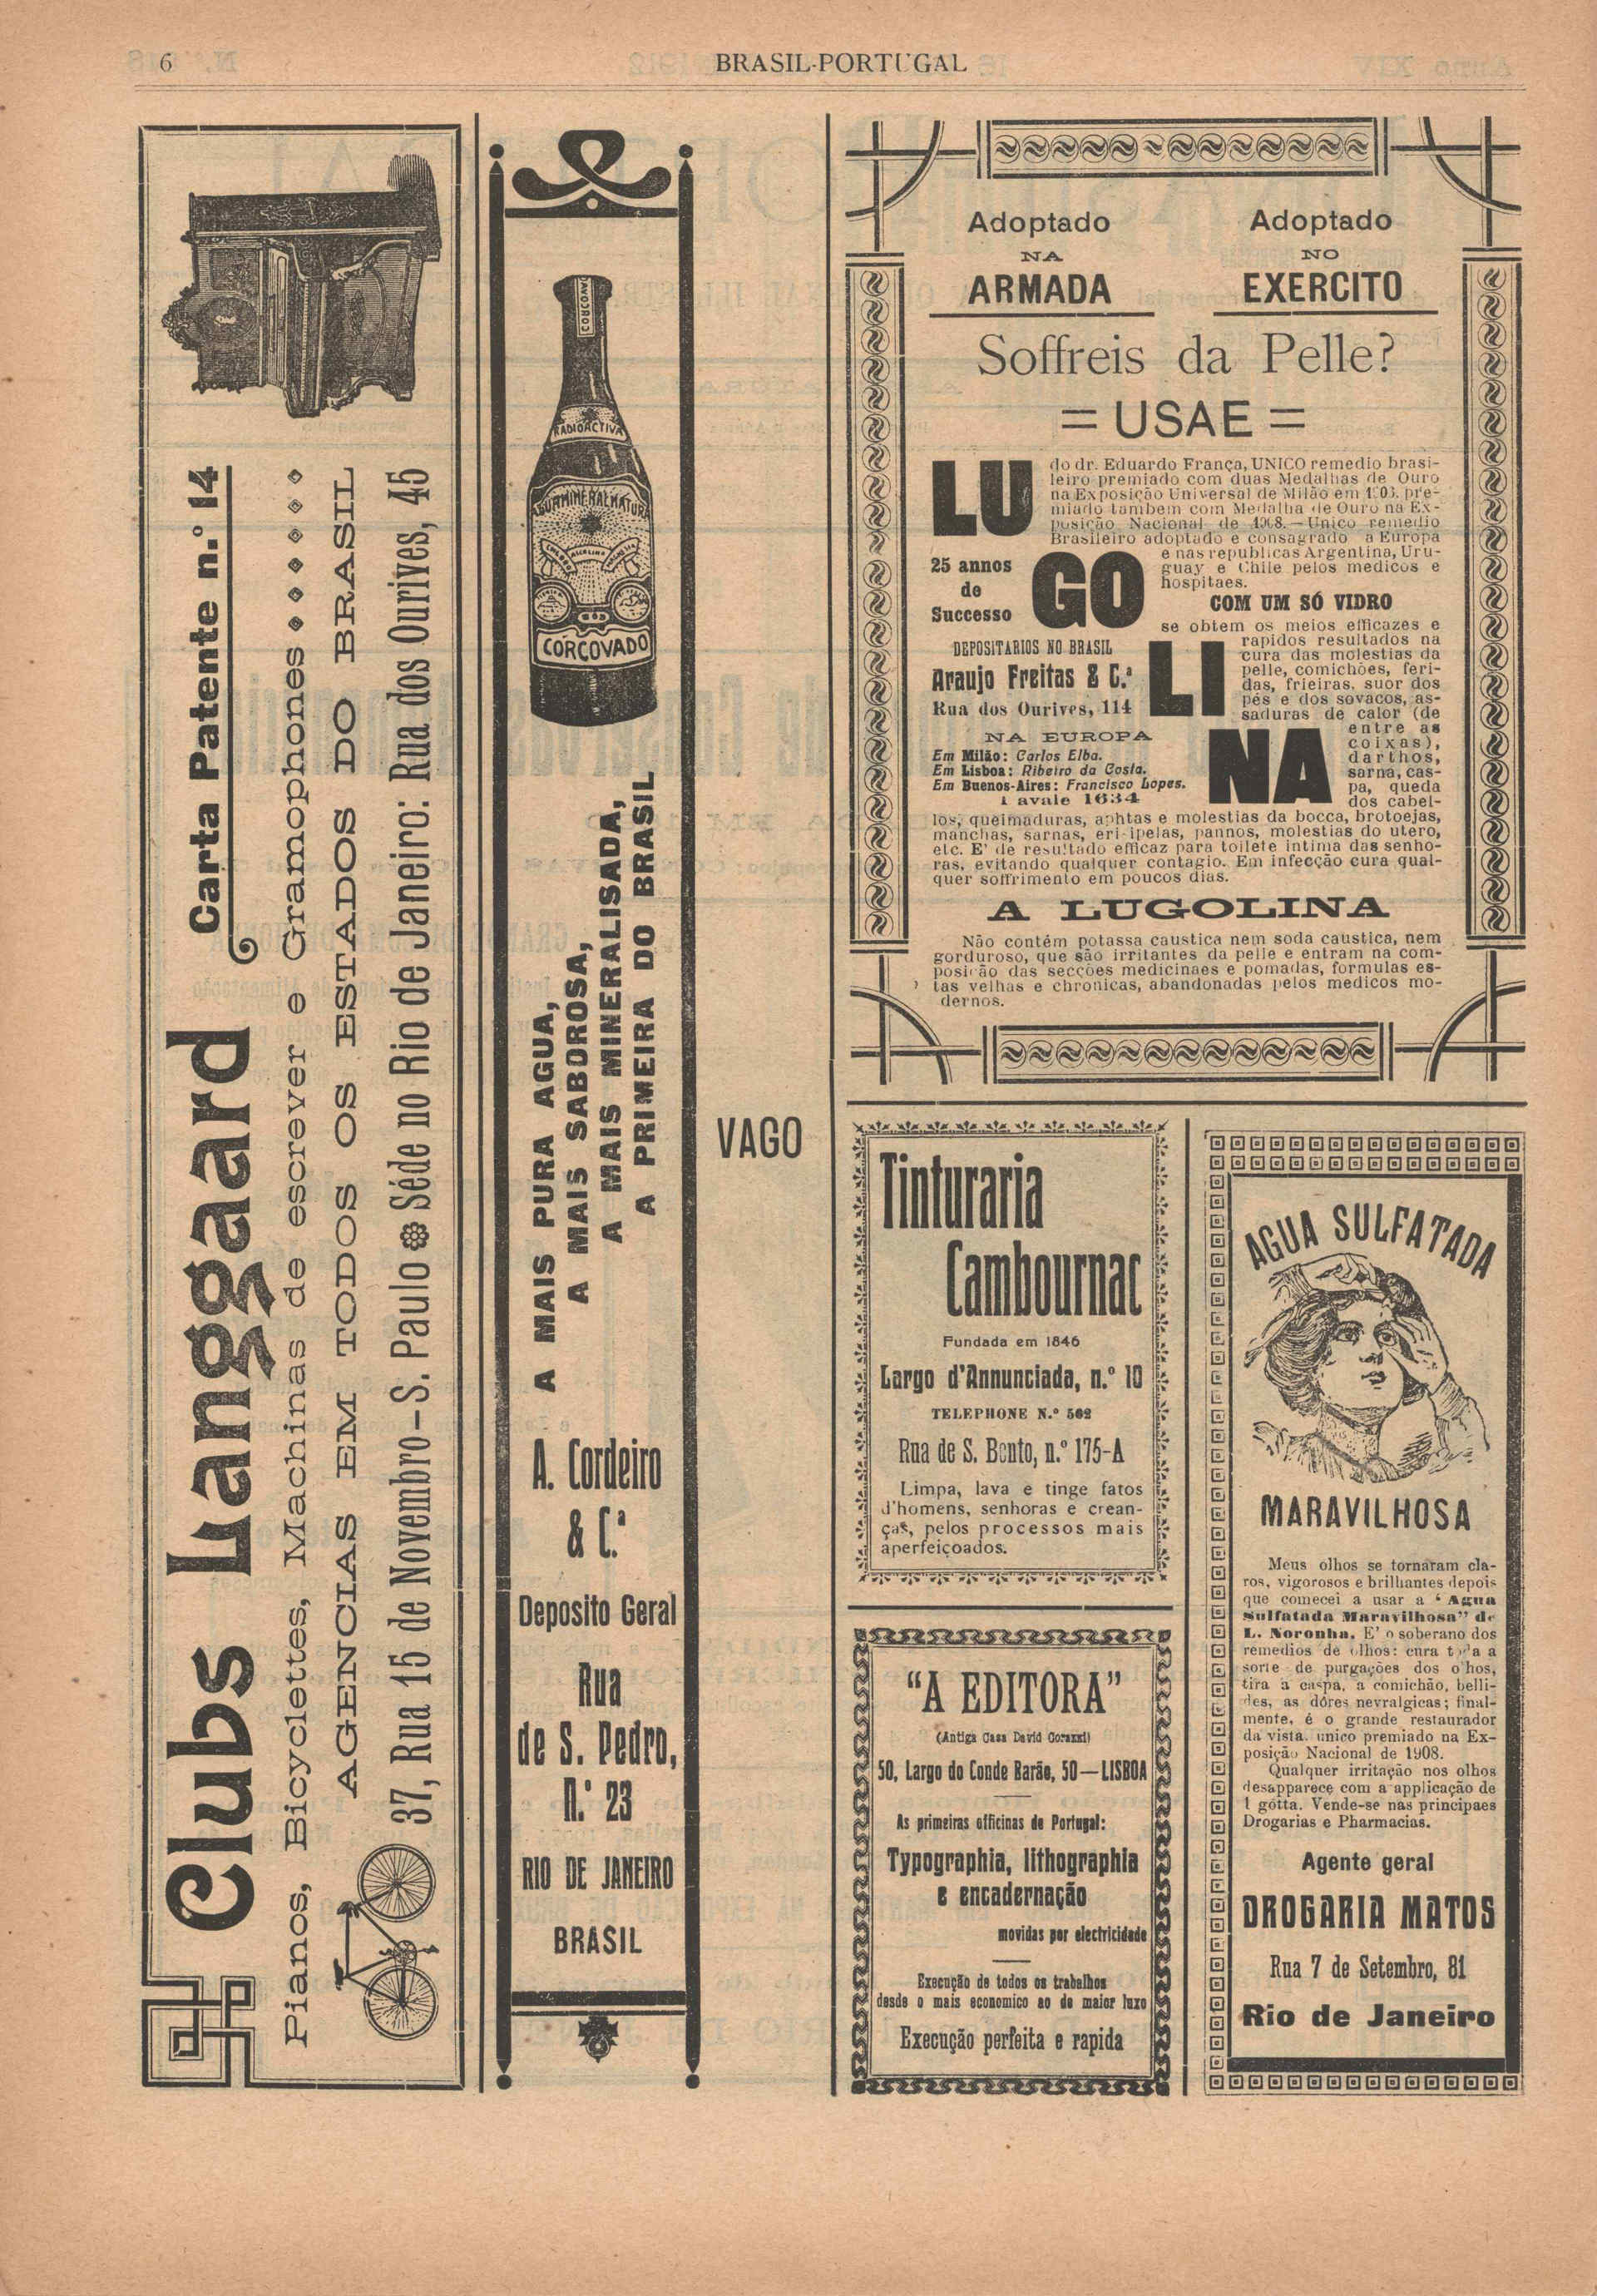 6
BRASIL-PORTUGAL
Clubs Langgaard
Carta Patente n.º 14
Pianos, Bicyclettes, Machinas de escrever e Gramophones
AGENCIAS EM TODOS OS ESTADOS DO BRASIL
37, Rua 15 de Novembro – S. Paulo Séde no Rio de Janeiro: Rua dos Ourives, 45
CORCOVADO
RADIOACTIVA
AGUA MINERAL NATURAL
CORCOVADO
A MAIS PURA AGUA,
A MAIS SABOROSA,
A MAIS MINERALISADA,
A PRIMEIRA DO BRASIL
A. Cordeiro
& C.ª
Deposito Geral
Rua
de S. Pedro,
N.º 23
RIO DE JANEIRO
BRASIL
VAGO
Adoptado
NA
ARMADA
Adoptado
NO
EXERCITO
Soffreis da Pelle?
= USAE =
LUGOLINA
do dr. Eduardo França, UNICO remedio brasi-
leiro premiado com duas Medalhas de Ouro
na Exposição Universal de Milão em pre-
miado tambem com Medalha de Ouro na Ex-
posição Nacional de 1908. — Unico remedio
Brasileiro adoptado e consagrado a Europa
e nas republicas Argentina, Uru-
guay e Chile pelos medicos e
hospitaes.
COM UM SÓ VIDRO
se obtem os meios efficazes e
rapidos resultados na
cura das molestias da
pelle, comichões, feri-
das, frieiras, suor dos
pés e dos sovacos, as-
saduras de calor (de
entre as
coixas),
darthos,
sarna, cas-
pa, queda
dos cabel-
los, queimaduras, aphtas e molestias da bocca, brotoejas,
manchas, sarnas, eri ipelas, pannos, molestias do utero,
etc. E' de resultado efficaz para toilete intima das senho-
ras, evitando qualquer contagio. Em infecção cura qual-
quer soffrimento em poucos dias.
25 annos
de
Successo
DEPOSITARIOS NO BRASIL
Araujo Freitas & C.ª
Rua dos Ourives, 114
NA EUROPA
Em Milão: Carlos Elba.
Em Lisboa: Ribeiro da Costa.
Em Buenos-Aires: Francisco Lopes.
avale 1634
A LUGOLINA
Não contém potassa caustica nem soda caustica, nem
gorduroso, que são irritantes da pelle e entram na com-
posição das secções medicinaes e pomadas, formulas es-
tas velhas e chronicas, abandonadas pelos medicos mo-
dernos.
Tinturaria
Cambournac
Fundada em 1846
Largo d'Annunciada, n.º 10
TELEPHONE N.º 562
Rua de S. Bento, n.º 175-A
Limpa, lava e tinge fatos
d'homens, senhoras e crean-
ças, pelos processos mais
aperfeiçoados.
“A EDITORA”
(Antiga Casa David Corazzi)
50, Largo do Conde Barão, 50 — LISBOA
As primeiras officinas de Portugal:
Typographia, lithographia
e encadernação
movidas por electricidade
Execução de todos os trabalhos
desde o mais economico ao de maior luxo
Execução perfeita e rapida
AGUA SULFATADA
MARAVILHOSA
Meus olhos se tornaram cla-
ros, vigorosos e brilhantes depois
que comecei a usar a “Agua
Sulfatada Maravilhosa” de
L. Noronha. E' o soberano dos
remedios de olhos: cura toda a
sorte de purgações dos olhos,
tira a caspa, a comichão, belli-
des, as dôres nevralgicas; final-
mente, é o grande restaurador
da vista, unico premiado na Ex-
posição Nacional de 1908.
Qualquer irritação nos olhos
desapparece com a applicação de
1 gôtta. Vende-se nas principaes
Drogarias e Pharmacias.
Agente geral
DROGARIA MATOS
Rua 7 de Setembro, 81
Rio de Janeiro